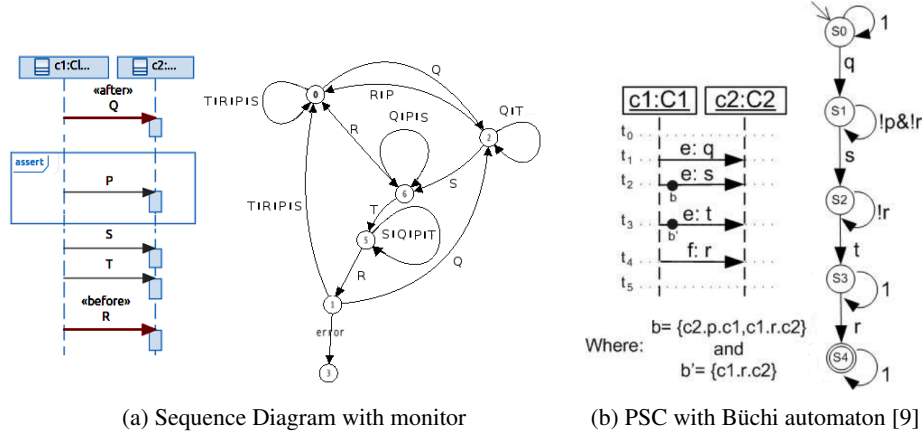 c1:Cl...
c2:...
«after»
Q
assert
P
S
T
«before»
R
T|R|P|S
0
Q
R|P
2
Q|T
R
Q|P|S
6
S
T
5
S|Q|P|T
T|R|P|S
R
Q
1
error
3
(a) Sequence Diagram with monitor
c1:C1
c2:C2
t0
t1
e: q
t2
e: s
b
t3
e: t
b'
t4
f: r
t5
b= {c2.p.c1,c1.r.c2}
Where:
and
b'= {c1.r.c2}
S0
1
q
S1
!p&!r
s
S2
!r
t
S3
1
r
S4
1
(b) PSC with Büchi automaton [9]